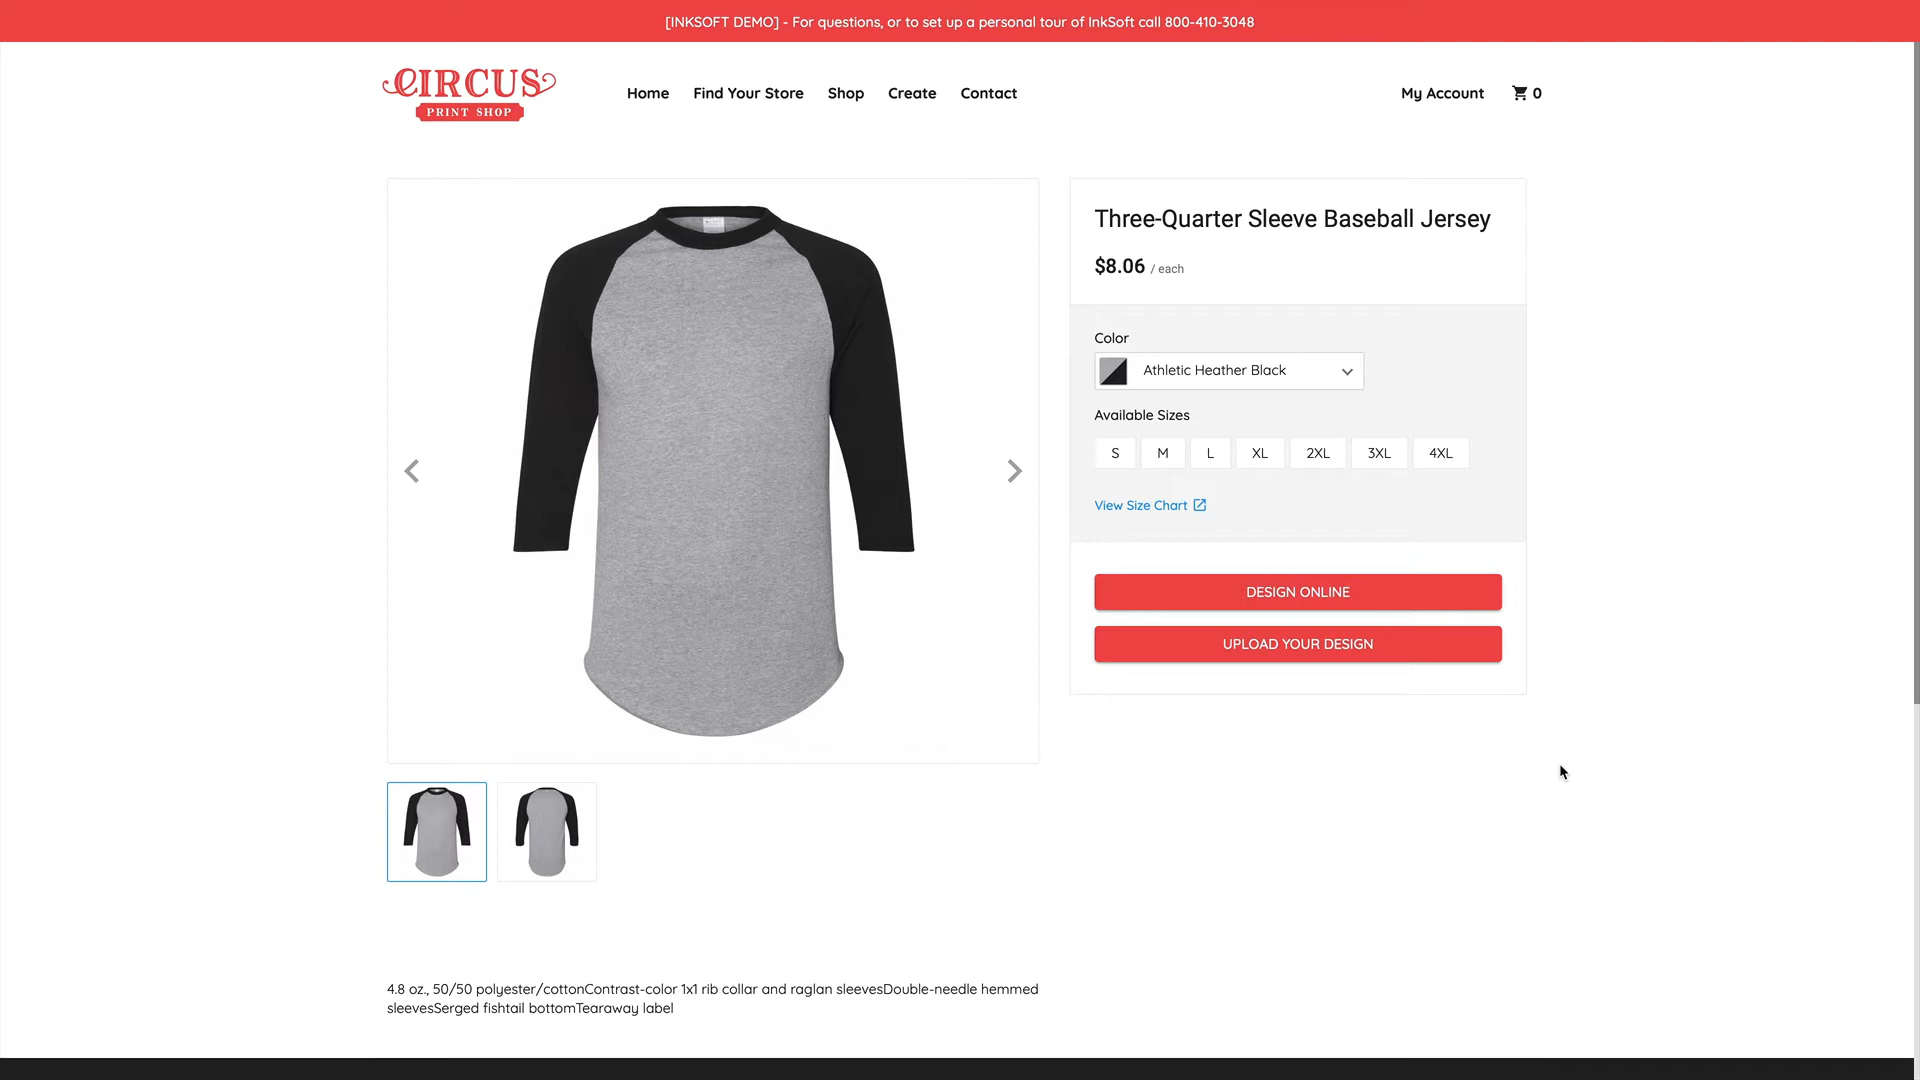 [INKSOFT DEMO] - For questions, or to set up a personal tour of InkSoft call 800-410-3048
CIRCUS
PRINT SHOP
Home
Find Your Store
Shop
Create
Contact
My Account
0
Three-Quarter Sleeve Baseball Jersey
$8.06 / each
Color
Athletic Heather Black
Available Sizes
S
M
L
XL
2XL
3XL
4XL
View Size Chart
DESIGN ONLINE
UPLOAD YOUR DESIGN
4.8 oz., 50/50 polyester/cottonContrast-color 1x1 rib collar and raglan sleevesDouble-needle hemmed
sleevesSerged fishtail bottomTearaway label